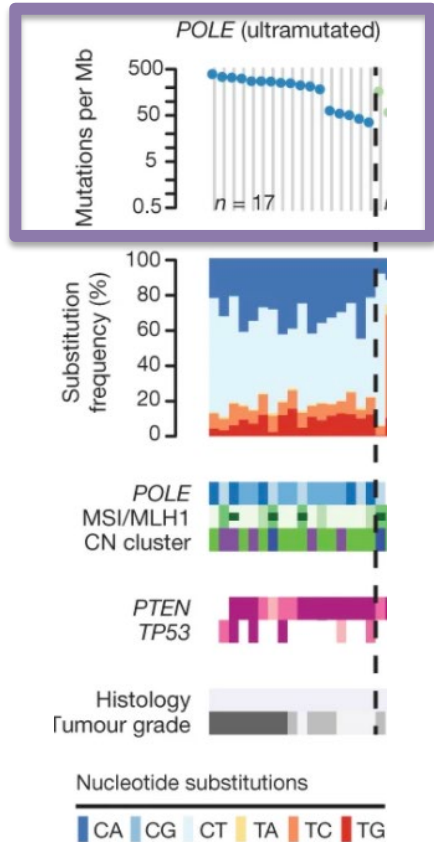 POLE (ultramutated)
Mutations per Mb
500
50
5
0.5
n = 17
Substitution
frequency (%)
100
80
60
40
20
0
POLE
MSI/MLH1
CN cluster
PTEN
TP53
Histology
Tumour grade
Nucleotide substitutions
CA CG CT TA TC TG